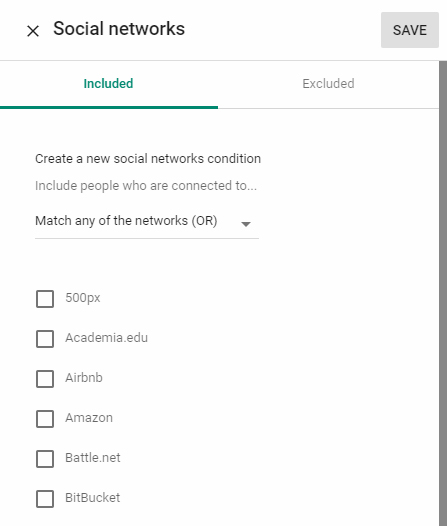 Social networks
SAVE
Included
Excluded
Create a new social networks condition
Include people who are connected to...
Match any of the networks (OR)
500px
Academia.edu
Airbnb
Amazon
Battle.net
BitBucket